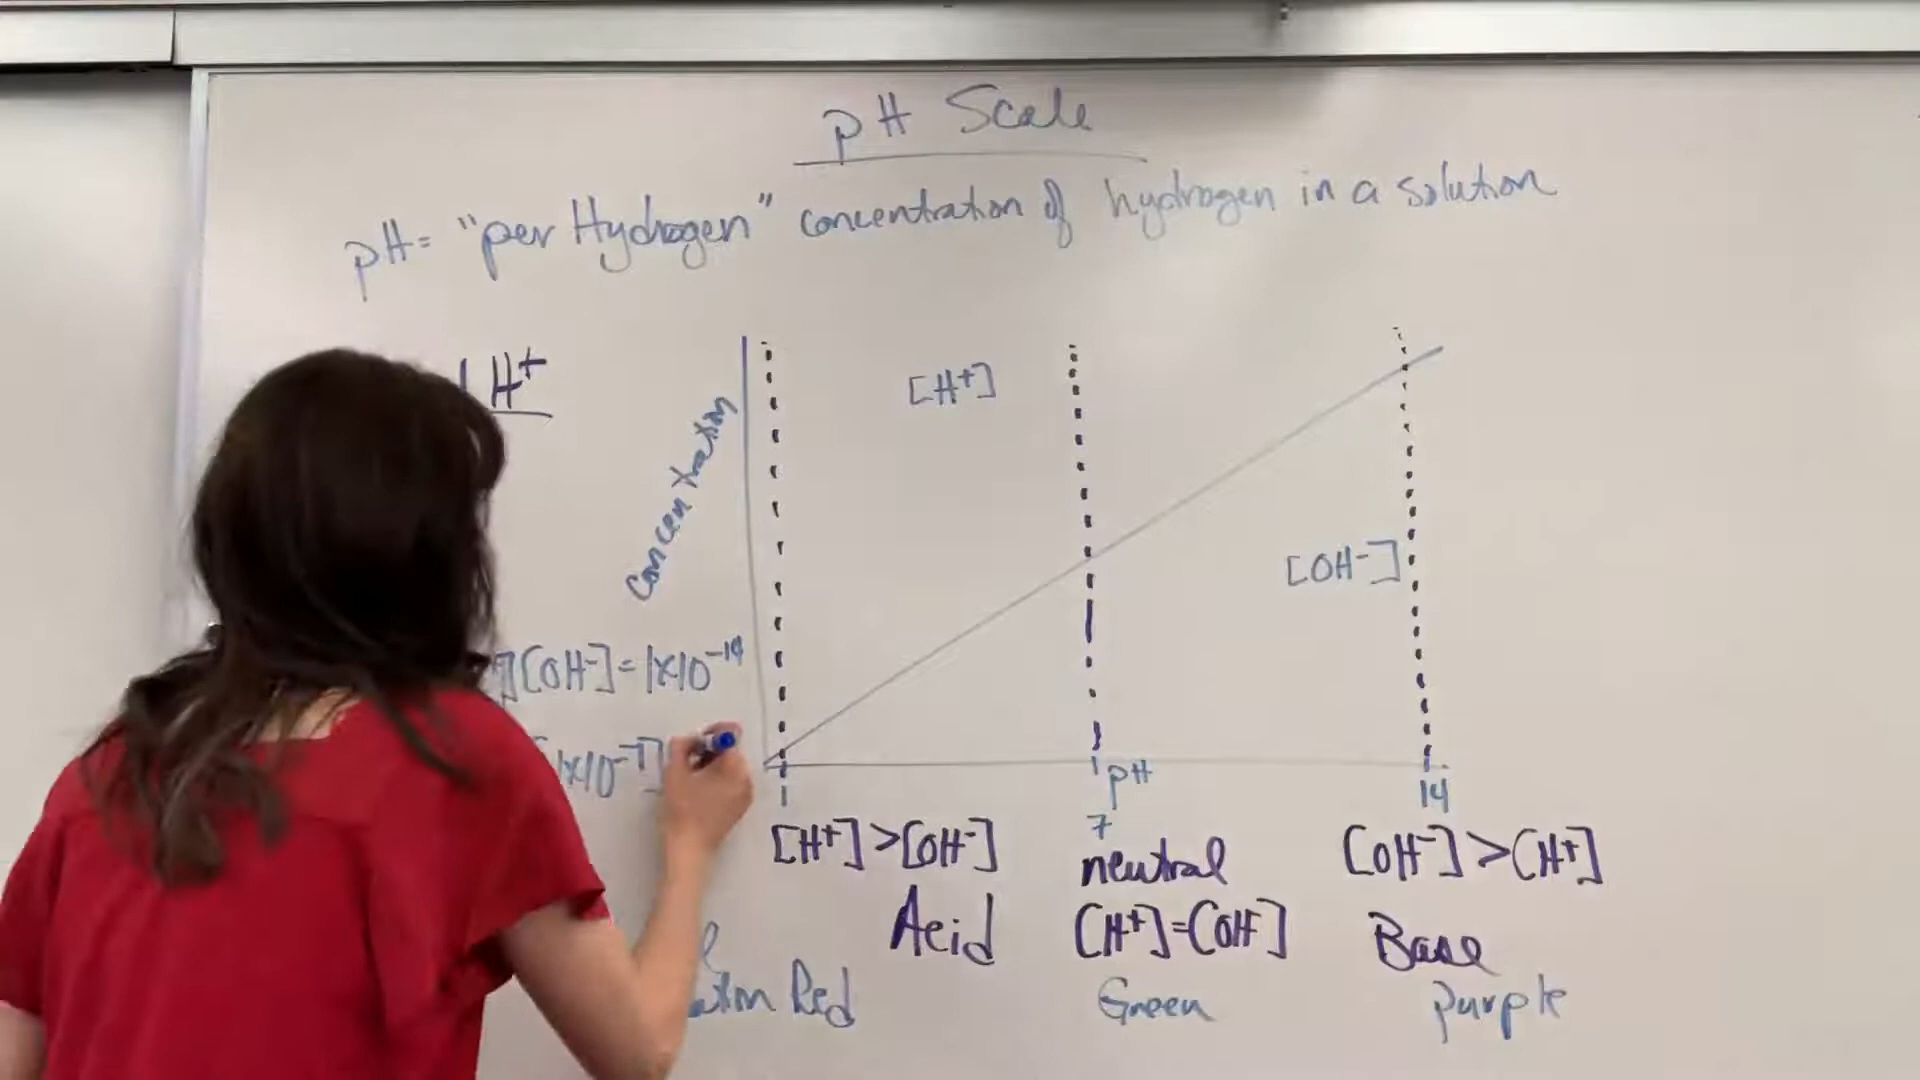 pH Scale
pH = "per Hydrogen" concentration of hydrogen in a solution
H+
[H+]
Concentration
[OH-]
][OH-] = 1x10-14
1x10-7]
1
pH
7
14
[H+] > [OH-]
neutral
[OH-] > [H+]
Acid
[H+] = [OH-]
Base
Red
Green
Purple